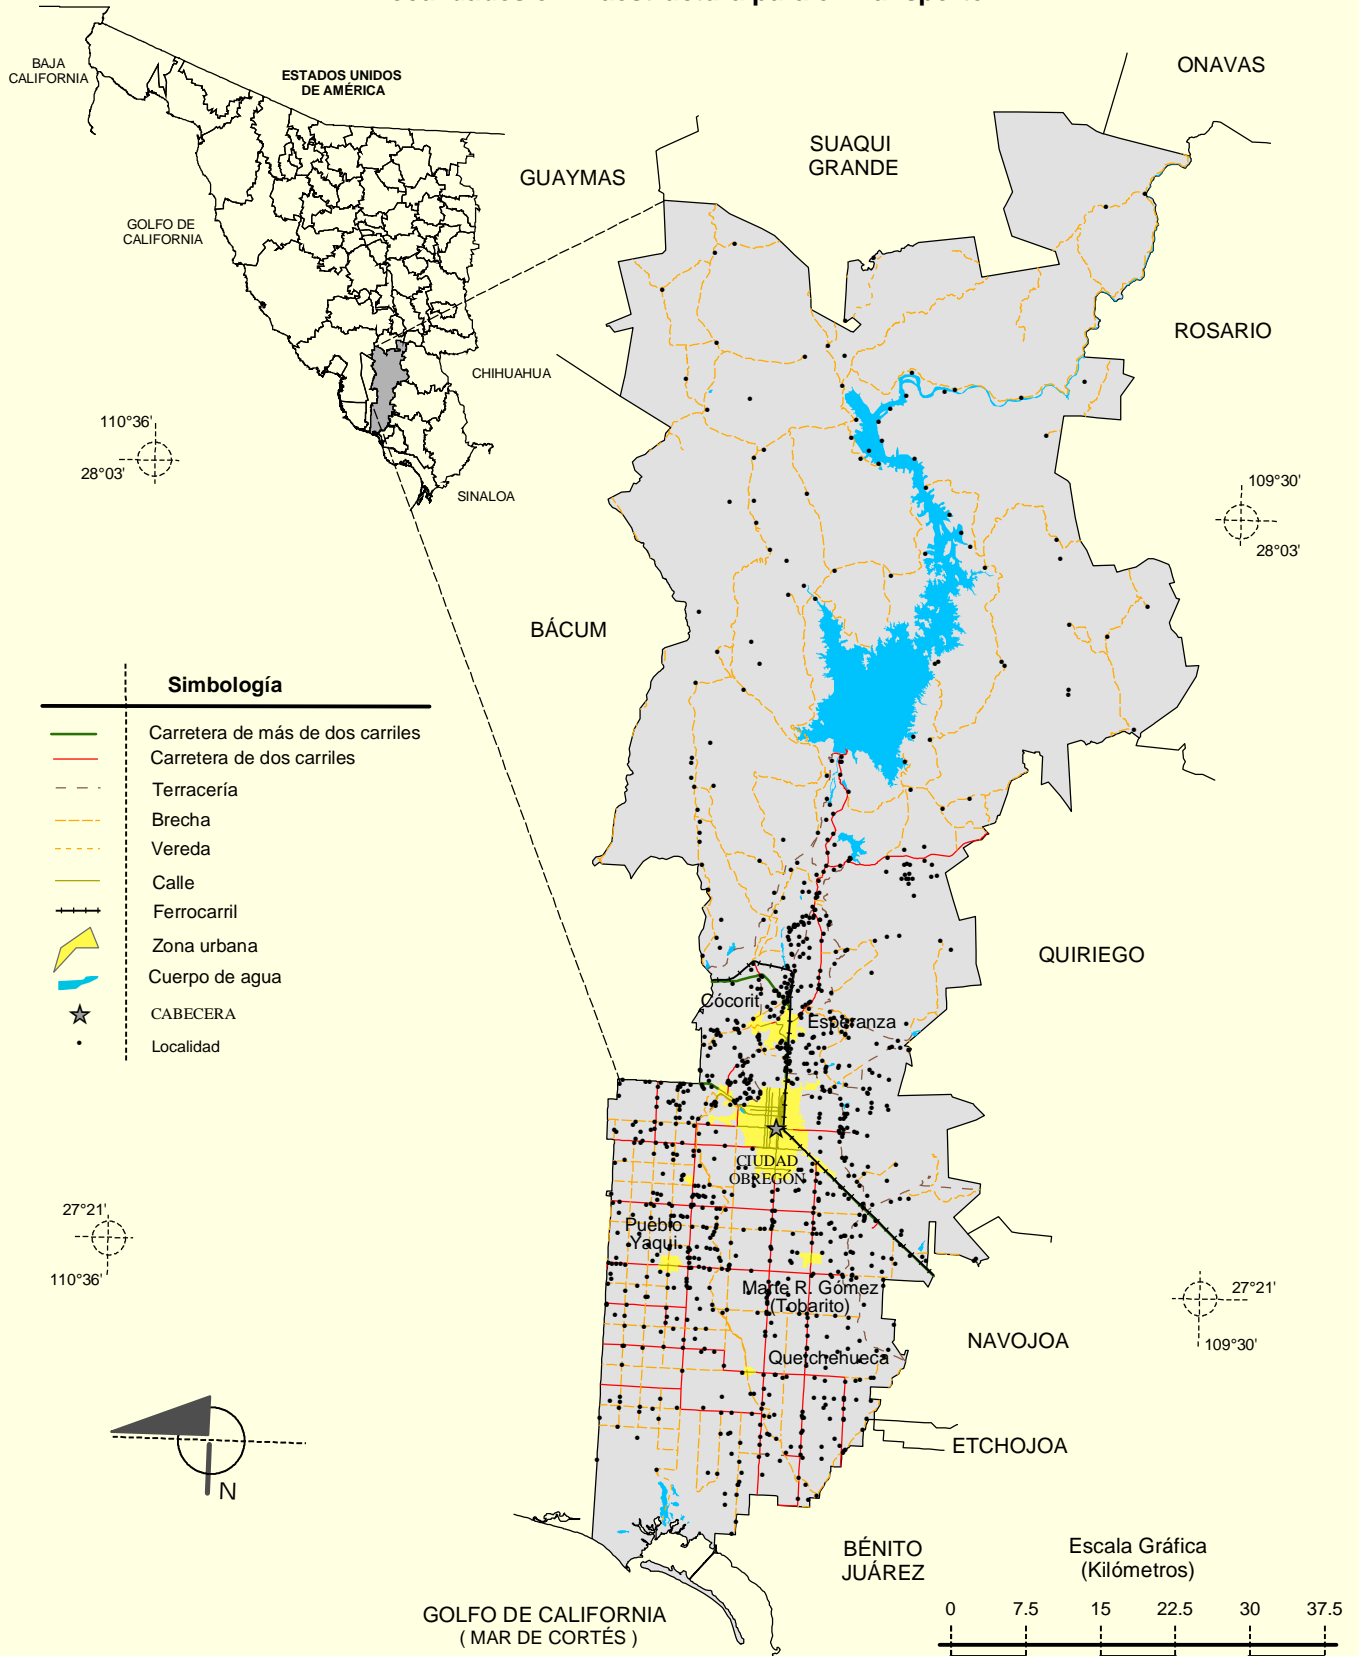 BAJA
CALIFORNIA
ESTADOS UNIDOS
DE AMÉRICA
ONAVAS
SUAQUI
GRANDE
GUAYMAS
GOLFO DE
CALIFORNIA
ROSARIO
CHIHUAHUA
110°36'
28°03'
SINALOA
109°30'
28°03'
BÁCUM
Simbología
Carretera de más de dos carriles
Carretera de dos carriles
Terracería
Brecha
Vereda
Calle
Ferrocarril
Zona urbana
Cuerpo de agua
CABECERA
Localidad
QUIRIEGO
Cócorit
Esperanza
CIUDAD
OBREGÓN
27°21'
110°36'
Pueblo
Yaqui
Marte R. Gómez
(Tobarito)
27°21'
109°30'
NAVOJOA
Quetchehueca
ETCHOJOA
N
BÉNITO
JUÁREZ
Escala Gráfica
(Kilómetros)
0 7.5 15 22.5 30 37.5
GOLFO DE CALIFORNIA
( MAR DE CORTÉS )